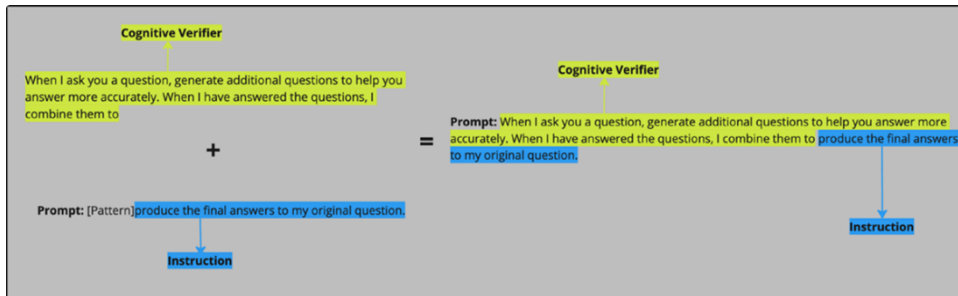 Cognitive Verifier
When I ask you a question, generate additional questions to help you
answer more accurately. When I have answered the questions, I
combine them to
+
Prompt: [Pattern]produce the final answers to my original question.
Instruction
=
Cognitive Verifier
Prompt: When I ask you a question, generate additional questions to help you answer more
accurately. When I have answered the questions, I combine them to produce the final answers
to my original question.
Instruction